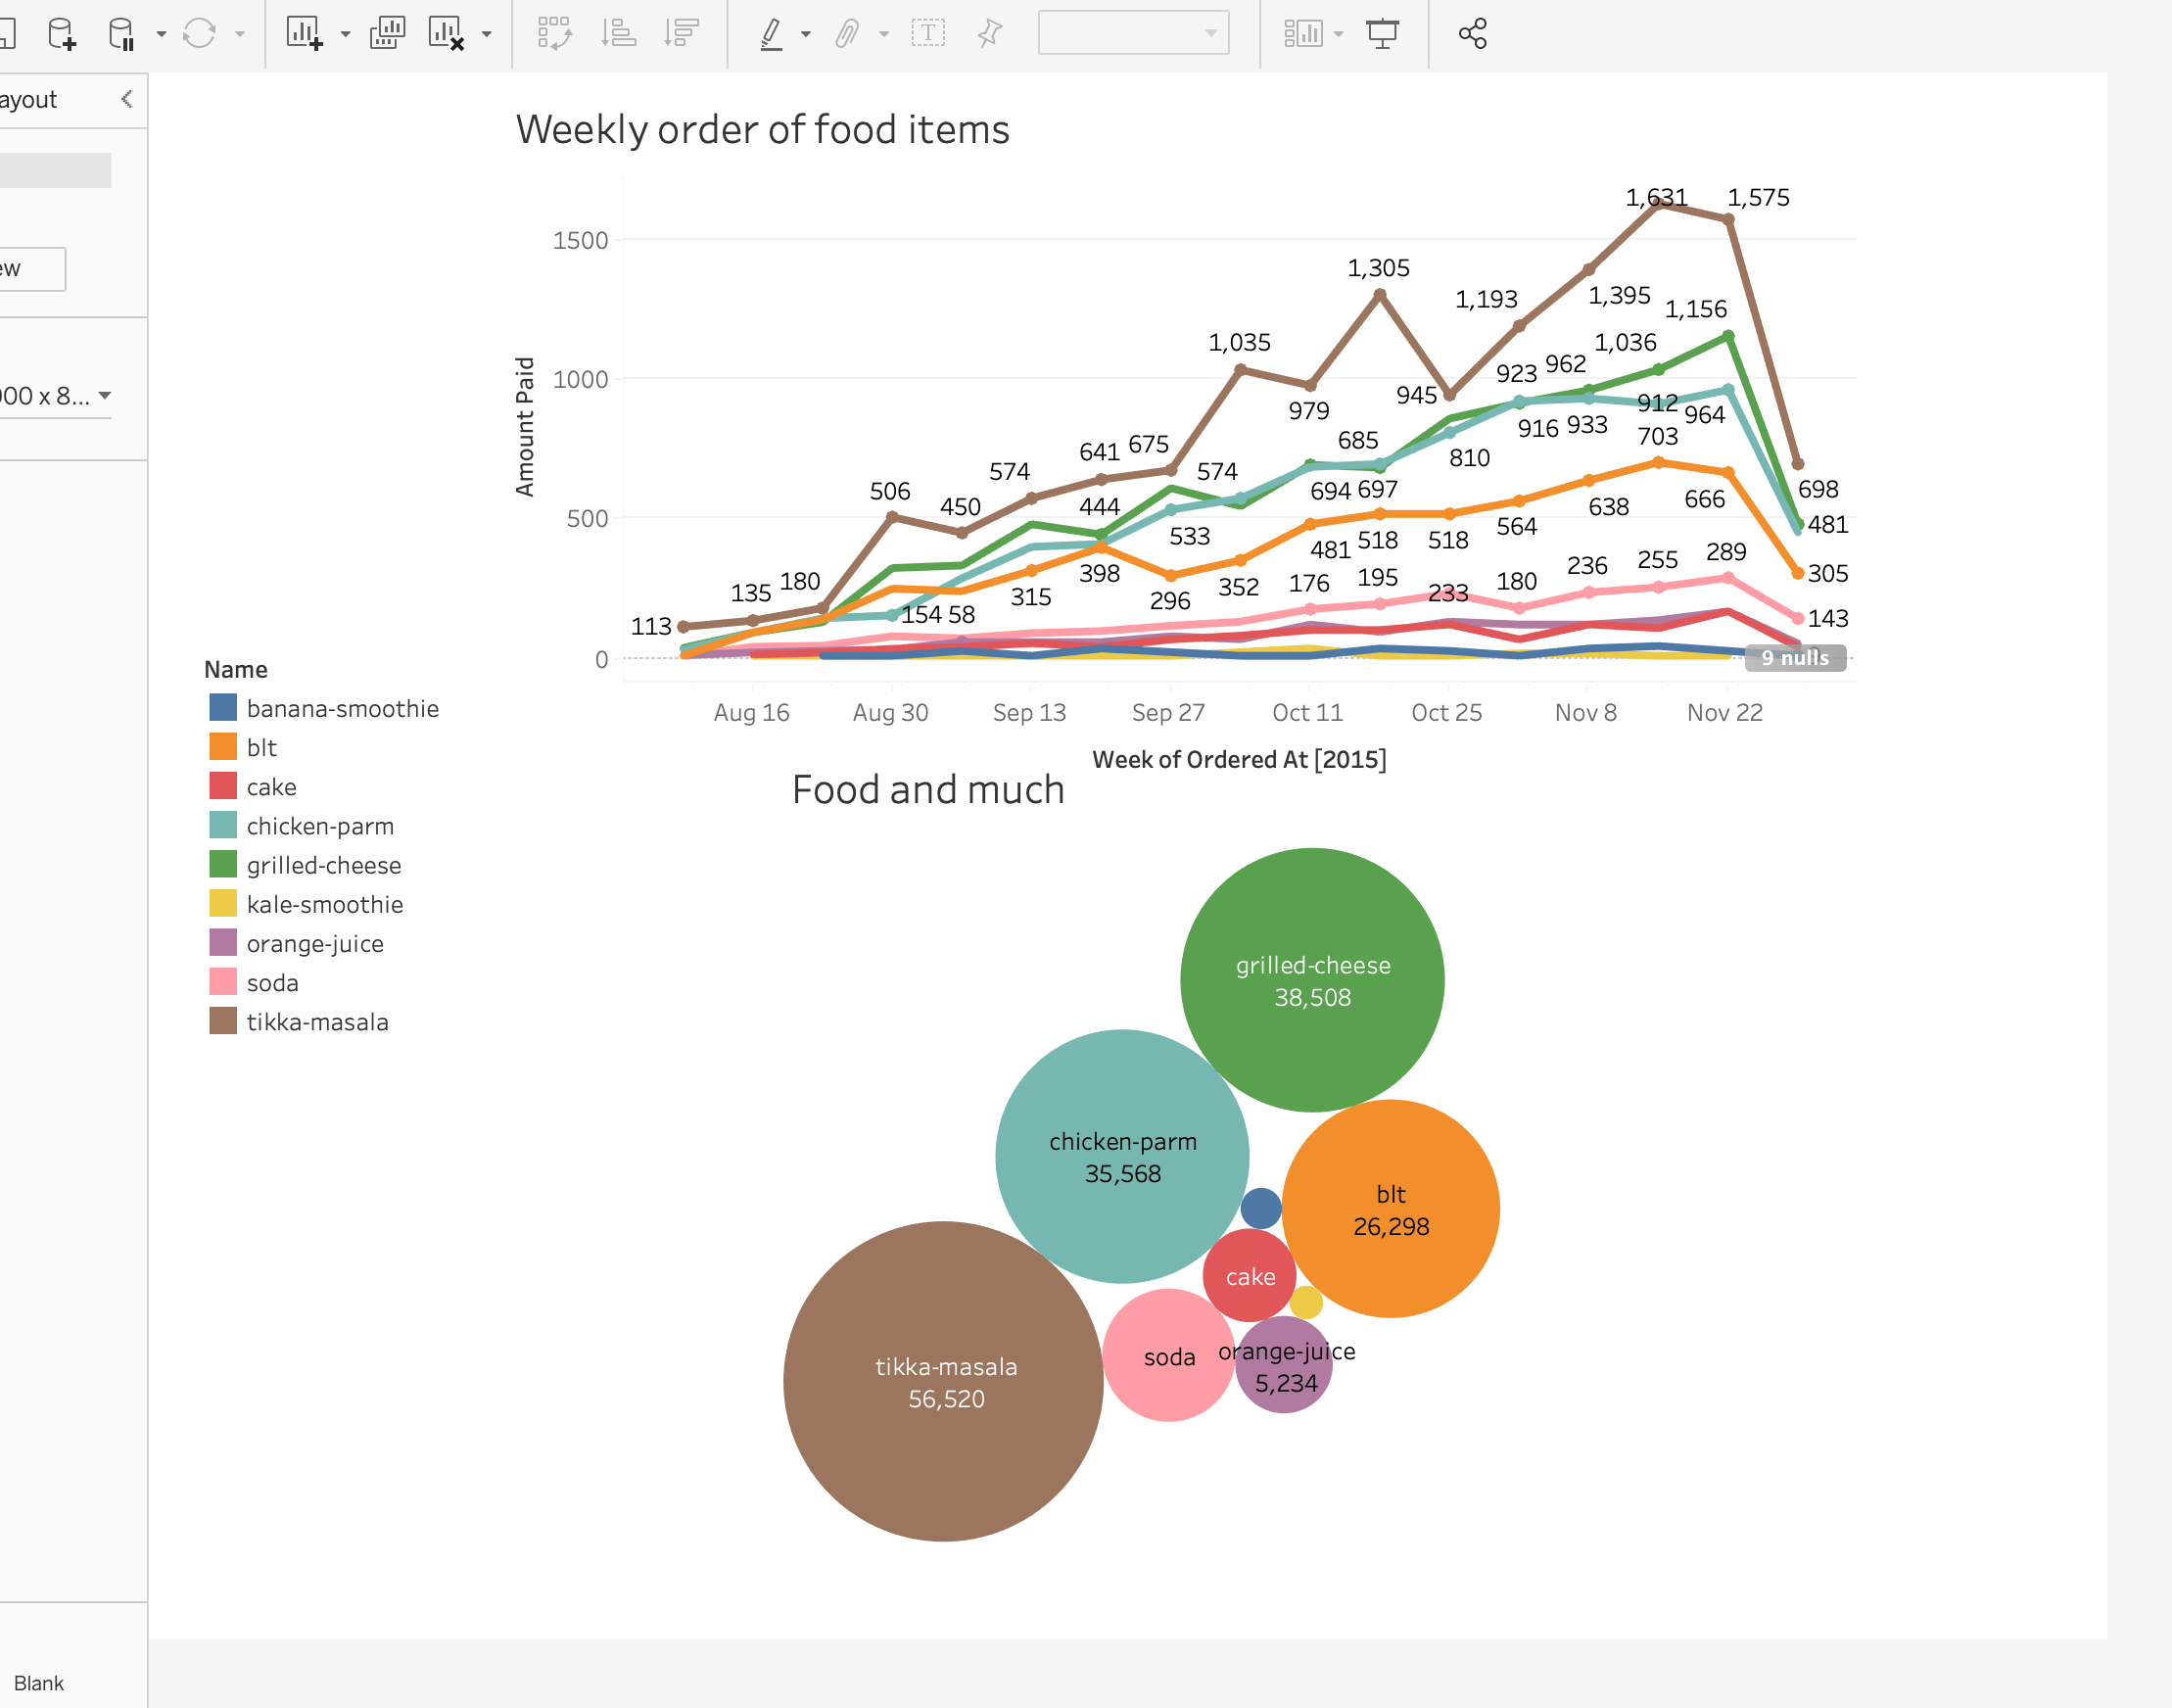 ayout
ew
000 x 8...
Blank
Weekly order of food items
Amount Paid
1500
1000
500
0
1,631 1,575
1,305
1,193
1,395
1,156
1,035
1,036
923 962
979
945
912
964
916 933
685
703
641 675
574
574
810
506
450
444
694 697
698
533
638
666
481
564
481 518 518
398
289
255
305
135 180
315
296
352
176 195
233
180
236
113
154 58
143
9 nulls
Aug 16 Aug 30 Sep 13 Sep 27 Oct 11 Oct 25 Nov 8 Nov 22
Week of Ordered At [2015]
Name
banana-smoothie
blt
cake
chicken-parm
grilled-cheese
kale-smoothie
orange-juice
soda
tikka-masala
Food and much
grilled-cheese
38,508
chicken-parm
35,568
blt
26,298
cake
soda
orange-juice
5,234
tikka-masala
56,520